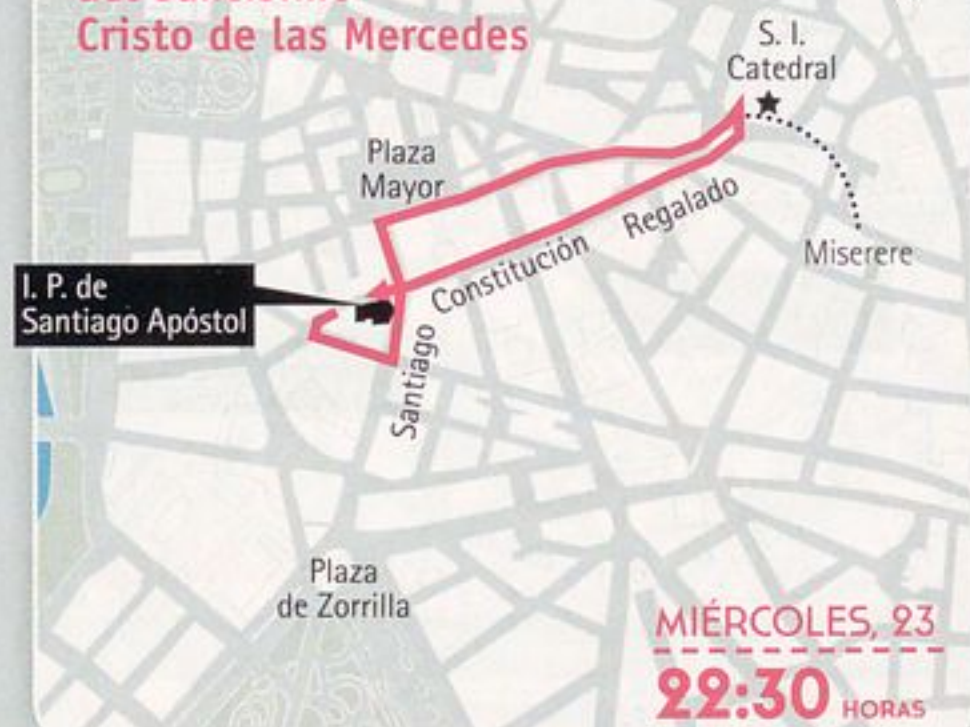 Cristo de las Mercedes
S. I.
Catedral
Plaza
Mayor
Regalado
Constitución
Miserere
I. P. de
Santiago Apóstol
Santiago
Plaza
de Zorrilla
MIÉRCOLES, 23
22:30 HORAS